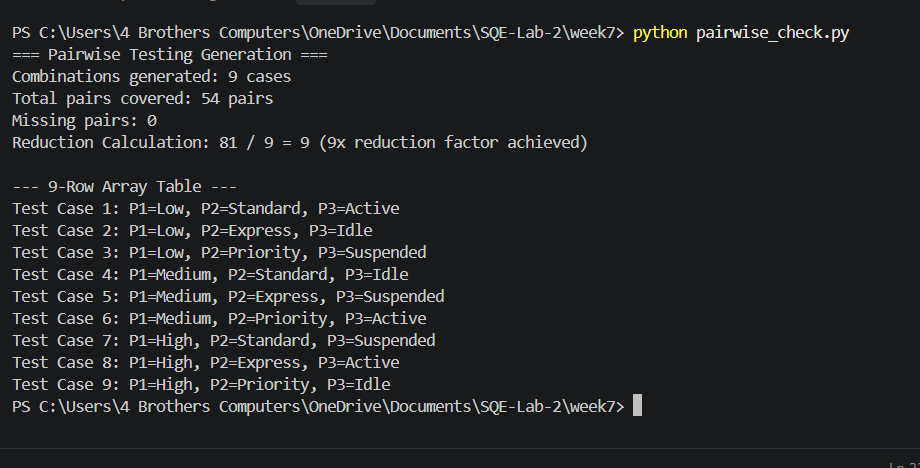 PS C:\Users\4 Brothers Computers\OneDrive\Documents\SQE-Lab-2\week7> python pairwise_check.py
=== Pairwise Testing Generation ===
Combinations generated: 9 cases
Total pairs covered: 54 pairs
Missing pairs: 0
Reduction Calculation: 81 / 9 = 9 (9x reduction factor achieved)

--- 9-Row Array Table ---
Test Case 1: P1=Low, P2=Standard, P3=Active
Test Case 2: P1=Low, P2=Express, P3=Idle
Test Case 3: P1=Low, P2=Priority, P3=Suspended
Test Case 4: P1=Medium, P2=Standard, P3=Idle
Test Case 5: P1=Medium, P2=Express, P3=Suspended
Test Case 6: P1=Medium, P2=Priority, P3=Active
Test Case 7: P1=High, P2=Standard, P3=Suspended
Test Case 8: P1=High, P2=Express, P3=Active
Test Case 9: P1=High, P2=Priority, P3=Idle
PS C:\Users\4 Brothers Computers\OneDrive\Documents\SQE-Lab-2\week7>